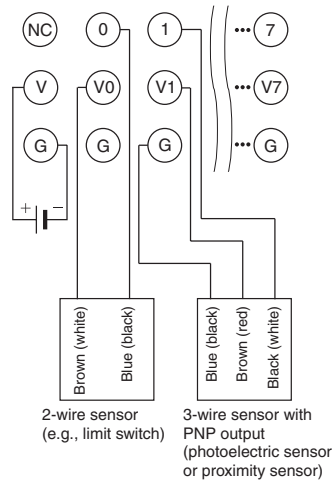 NC 0 1 ••• 7
V V0 V1 ••• V7
G G G ••• G
+ −
Brown (white)
Blue (black)
Blue (black)
Brown (red)
Black (white)
2-wire sensor
(e.g., limit switch)
3-wire sensor with
PNP output
(photoelectric sensor
or proximity sensor)